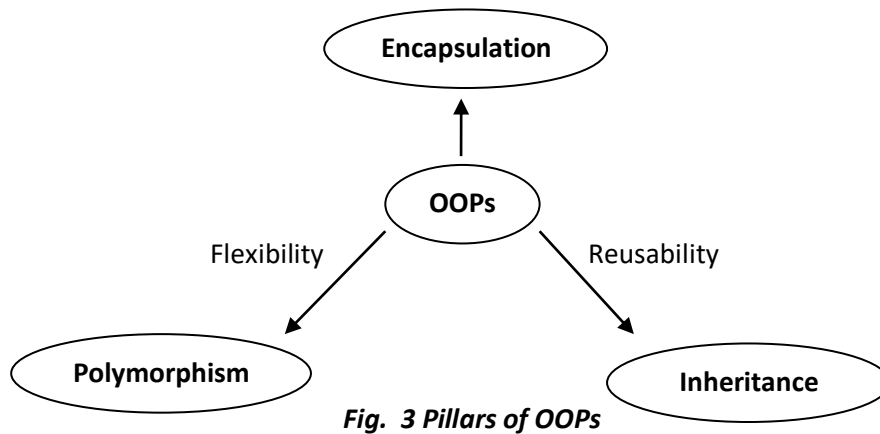 Encapsulation
OOPs
Flexibility
Reusability
Polymorphism
Inheritance
Fig. 3 Pillars of OOPs